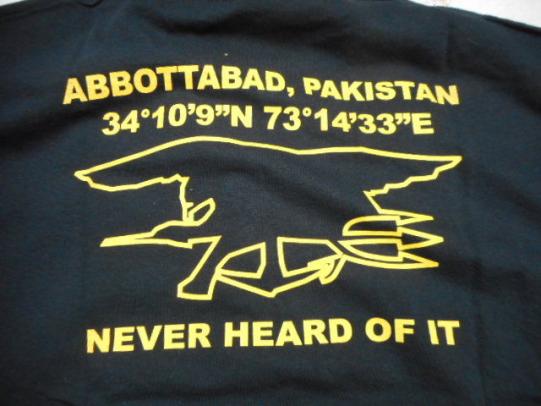 ABBOTTABAD, PAKISTAN
34°10'9”N 73°14'33”E
NEVER HEARD OF IT